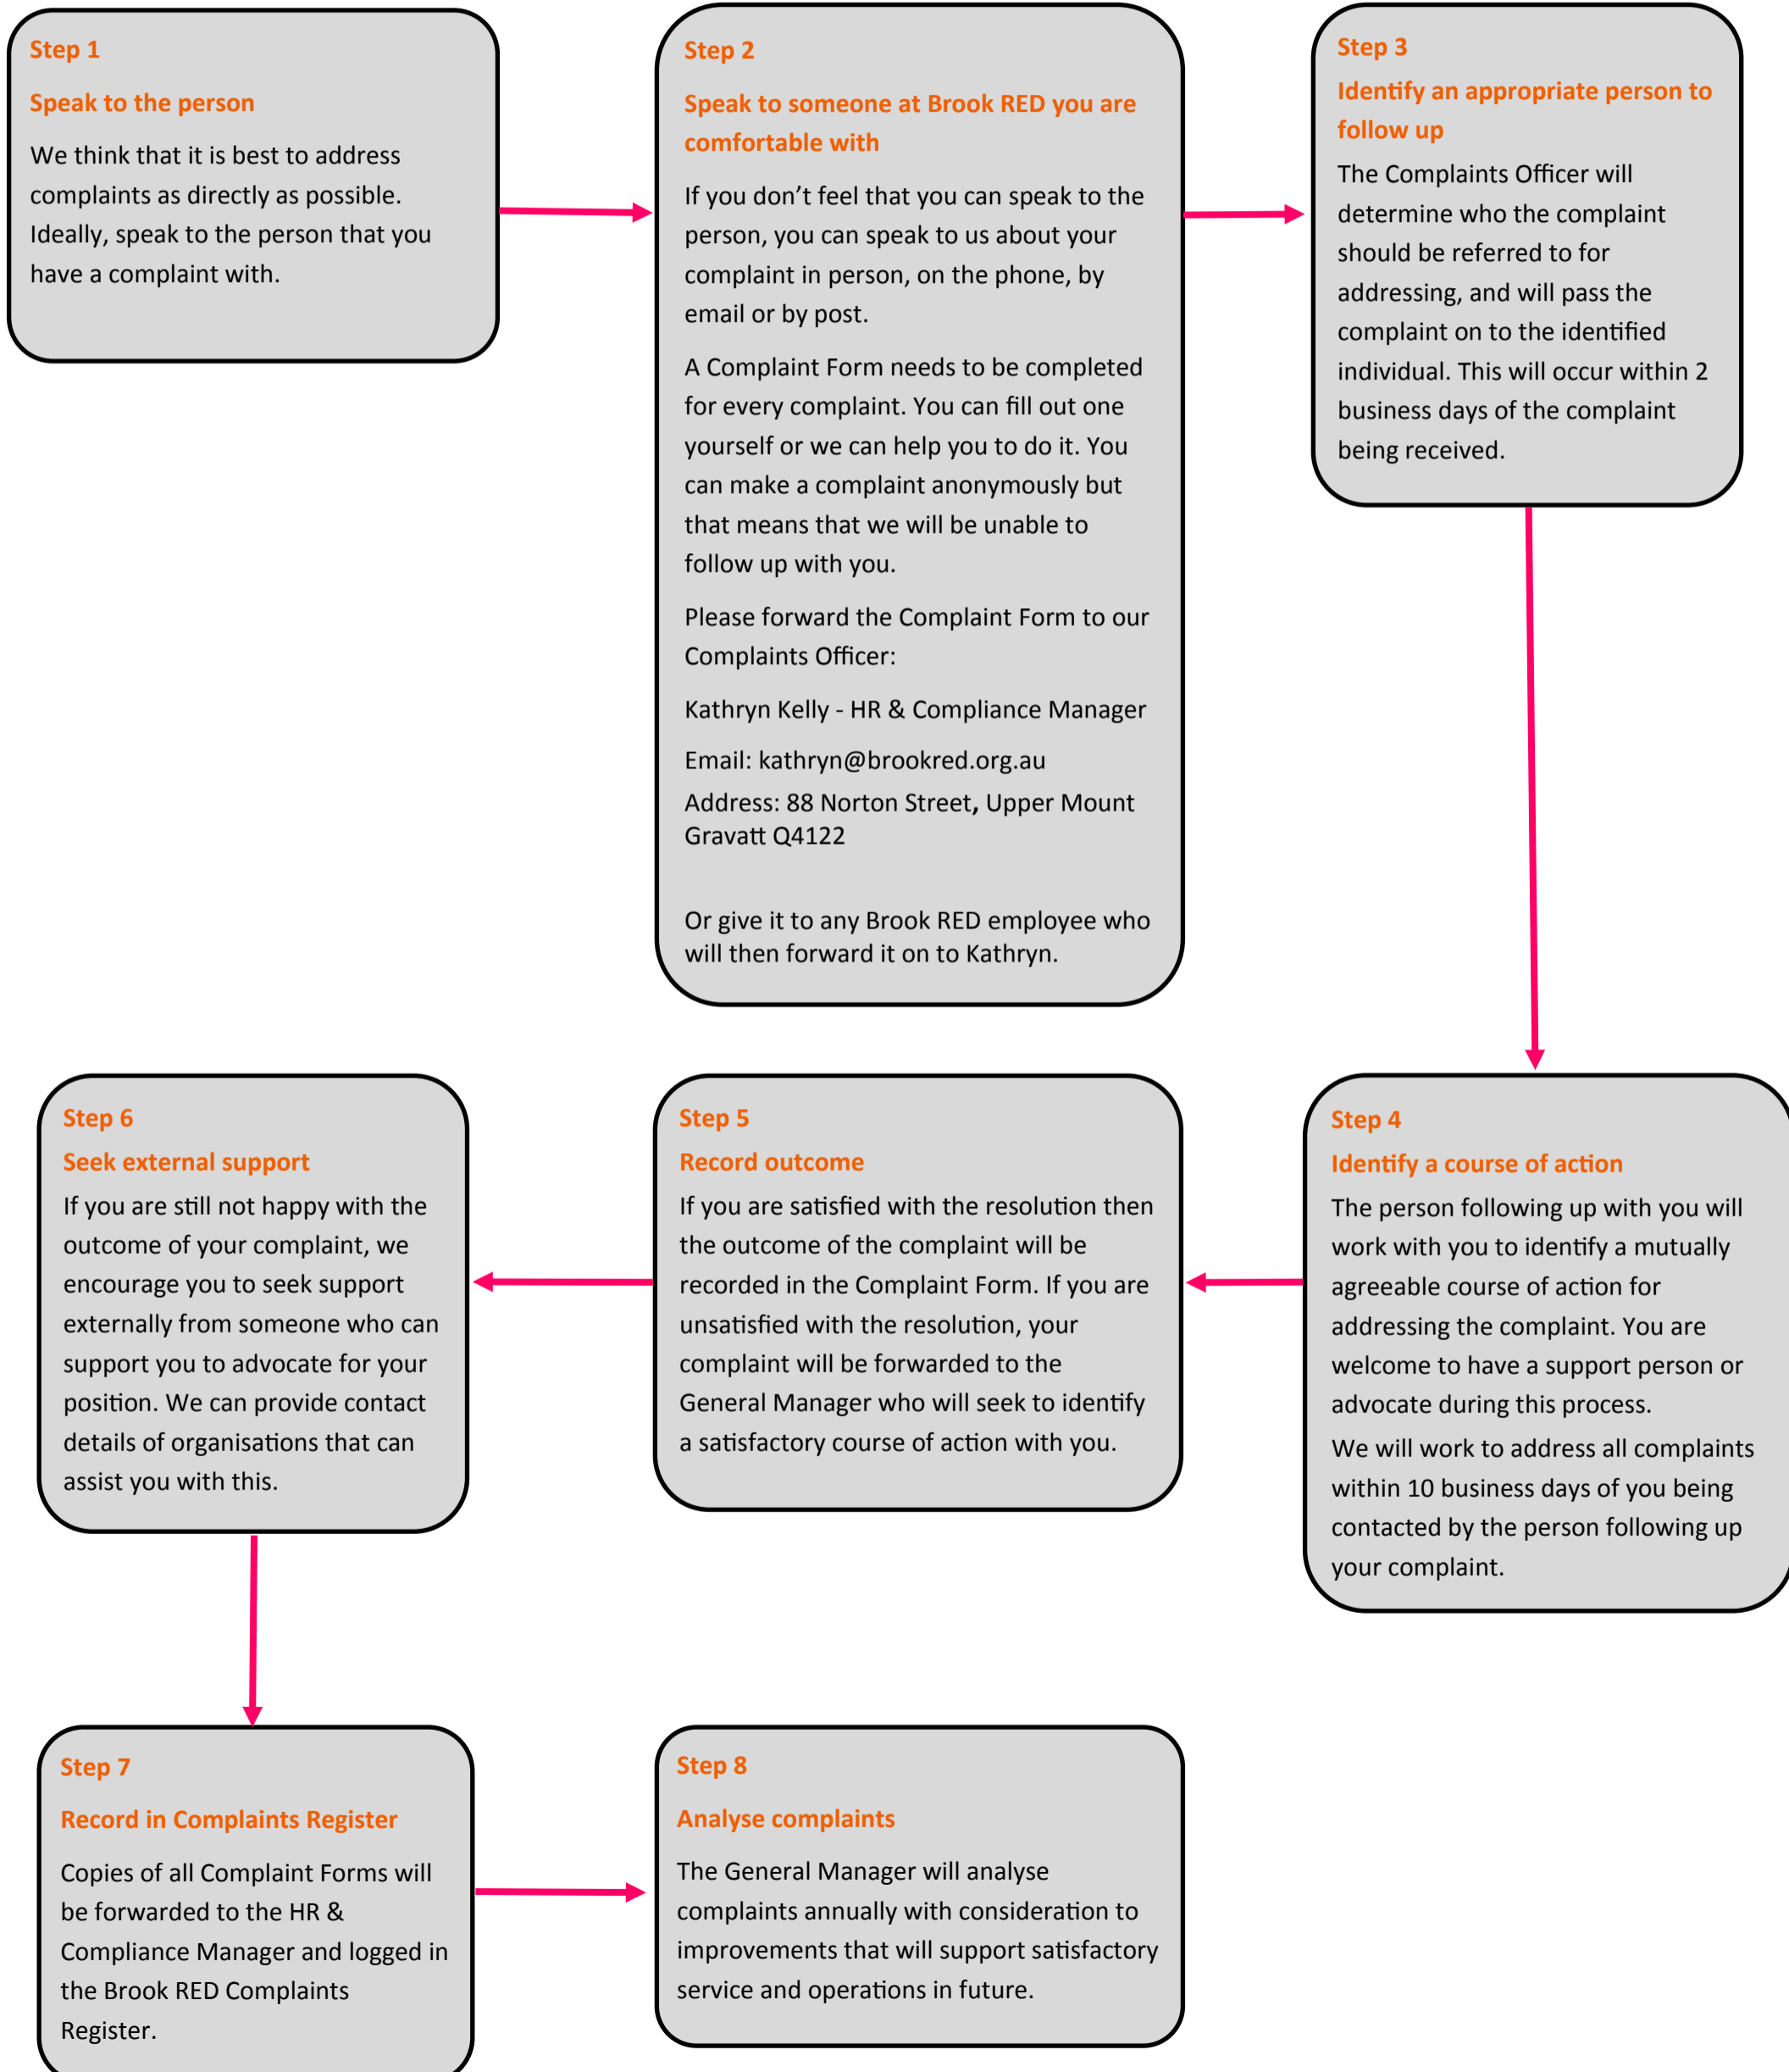 Step 1
Speak to the person
We think that it is best to address
complaints as directly as possible.
Ideally, speak to the person that you
have a complaint with.
Step 2
Speak to someone at Brook RED you are
comfortable with
If you don’t feel that you can speak to the
person, you can speak to us about your
complaint in person, on the phone, by
email or by post.
A Complaint Form needs to be completed
for every complaint. You can fill out one
yourself or we can help you to do it. You
can make a complaint anonymously but
that means that we will be unable to
follow up with you.
Please forward the Complaint Form to our
Complaints Officer:
Kathryn Kelly - HR & Compliance Manager
Email: kathryn@brookred.org.au
Address: 88 Norton Street, Upper Mount
Gravatt Q4122
Or give it to any Brook RED employee who
will then forward it on to Kathryn.
Step 3
Identify an appropriate person to
follow up
The Complaints Officer will
determine who the complaint
should be referred to for
addressing, and will pass the
complaint on to the identified
individual. This will occur within 2
business days of the complaint
being received.
Step 4
Identify a course of action
The person following up with you will
work with you to identify a mutually
agreeable course of action for
addressing the complaint. You are
welcome to have a support person or
advocate during this process.
We will work to address all complaints
within 10 business days of you being
contacted by the person following up
your complaint.
Step 5
Record outcome
If you are satisfied with the resolution then
the outcome of the complaint will be
recorded in the Complaint Form. If you are
unsatisfied with the resolution, your
complaint will be forwarded to the
General Manager who will seek to identify
a satisfactory course of action with you.
Step 6
Seek external support
If you are still not happy with the
outcome of your complaint, we
encourage you to seek support
externally from someone who can
support you to advocate for your
position. We can provide contact
details of organisations that can
assist you with this.
Step 7
Record in Complaints Register
Copies of all Complaint Forms will
be forwarded to the HR &
Compliance Manager and logged in
the Brook RED Complaints
Register.
Step 8
Analyse complaints
The General Manager will analyse
complaints annually with consideration to
improvements that will support satisfactory
service and operations in future.